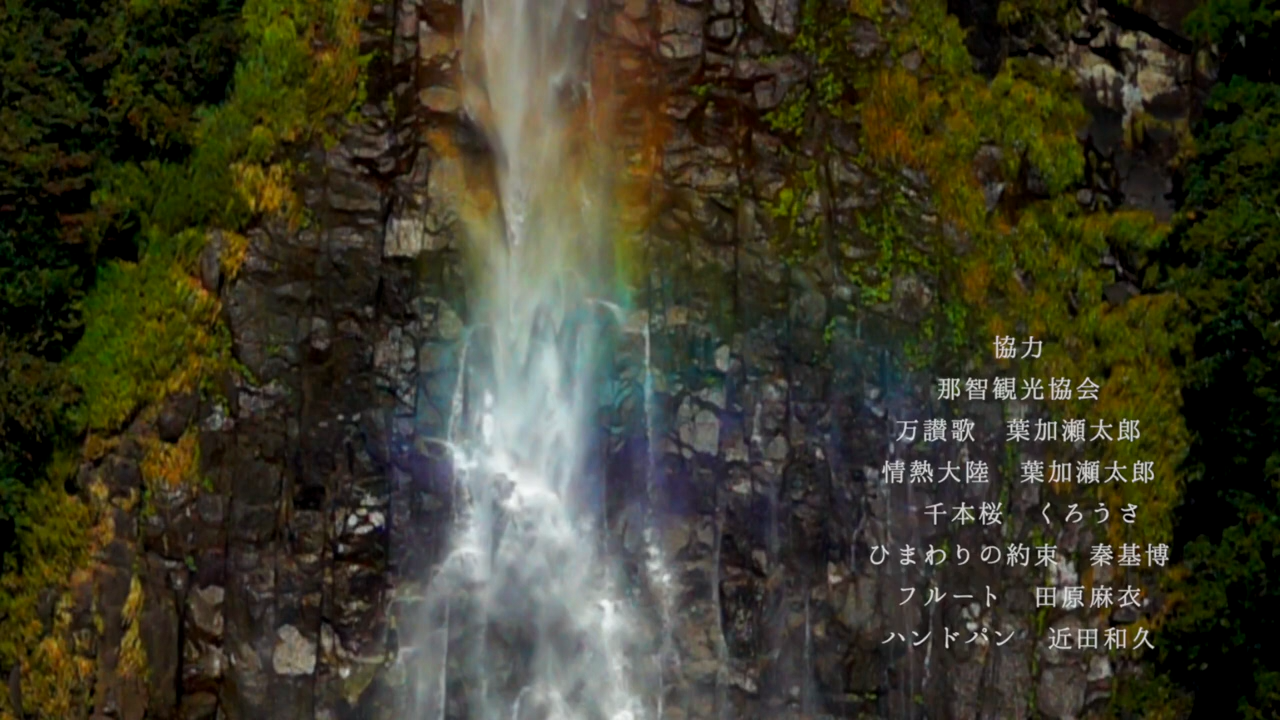 協力
那智観光協会
万讃歌　葉加瀬太郎
情熱大陸　葉加瀬太郎
千本桜　くろうさ
ひまわりの約束　秦基博
フルート　田原麻衣
ハンドパン　近田和久